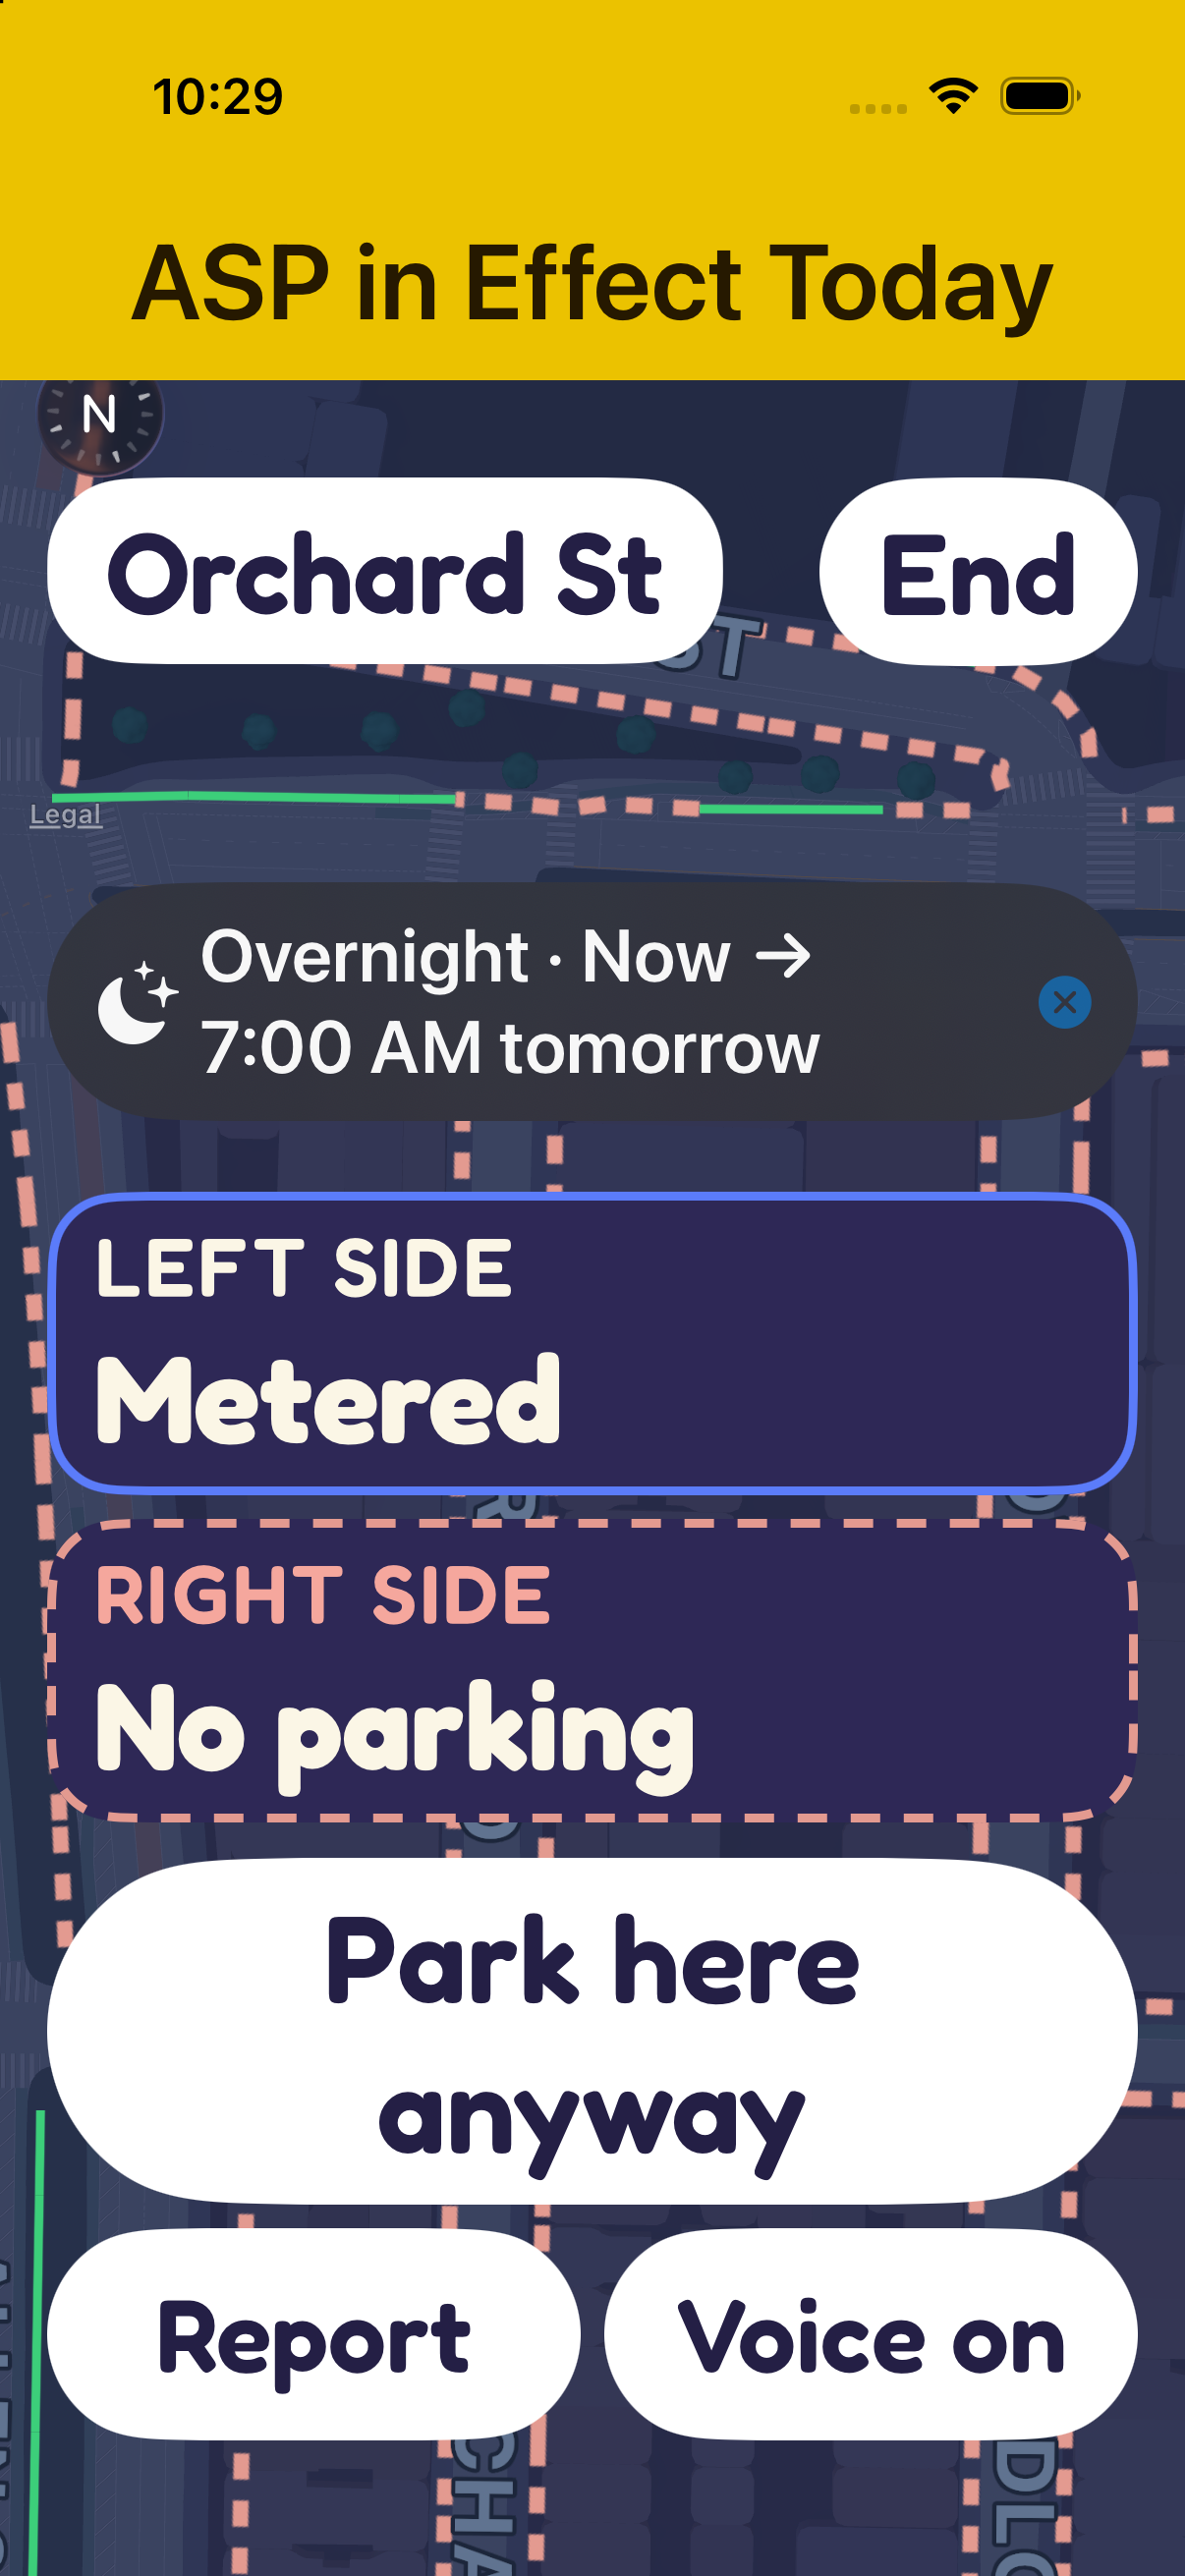 10:29
ASP in Effect Today
N
Orchard St
End
ST
Legal
Overnight · Now →
7:00 AM tomorrow
LEFT SIDE
Metered
RIGHT SIDE
No parking
Park here
anyway
Report
Voice on